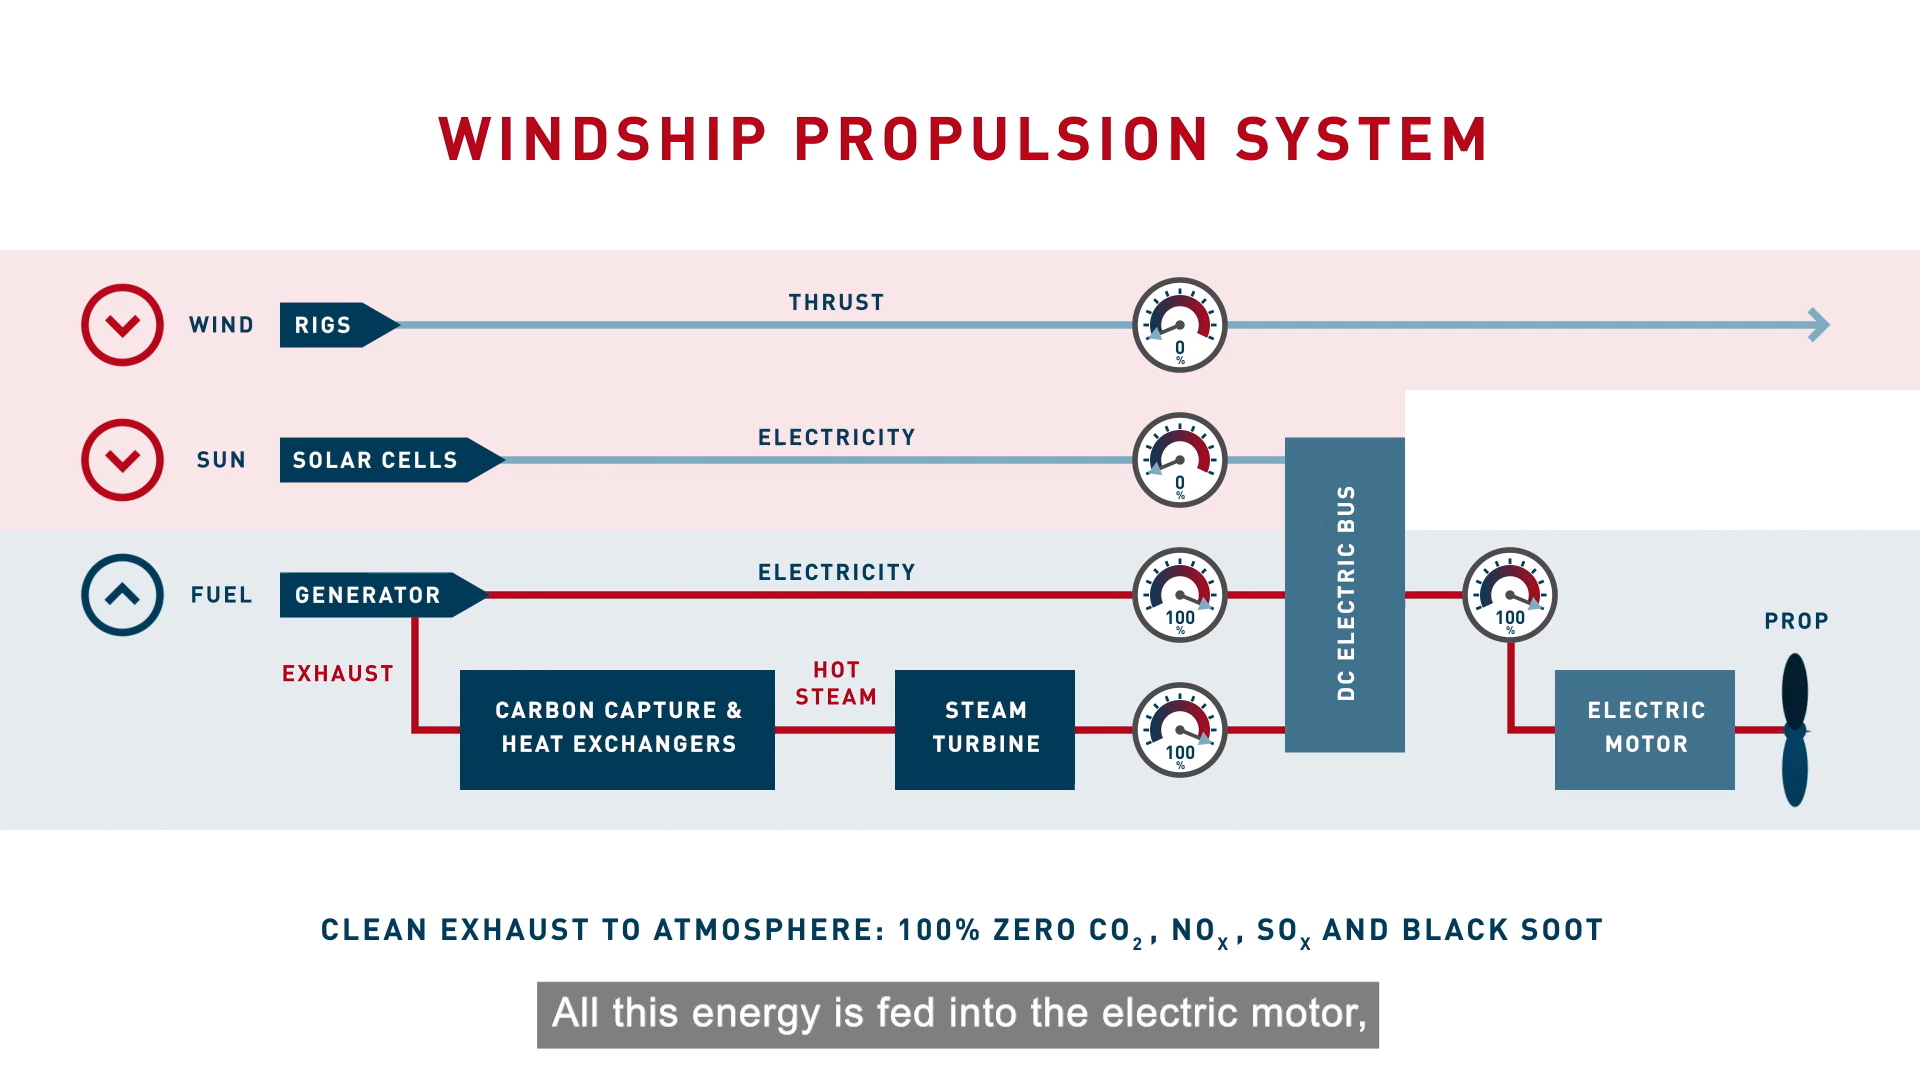 WINDSHIP PROPULSION SYSTEM
WIND
RIGS
THRUST
0
%
SUN
SOLAR CELLS
ELECTRICITY
0
%
FUEL
GENERATOR
ELECTRICITY
100
%
DC ELECTRIC BUS
100
%
PROP
EXHAUST
CARBON CAPTURE &
HEAT EXCHANGERS
HOT
STEAM
STEAM
TURBINE
100
%
ELECTRIC
MOTOR
CLEAN EXHAUST TO ATMOSPHERE: 100% ZERO CO₂, NOₓ, SOₓ AND BLACK SOOT
All this energy is fed into the electric motor,